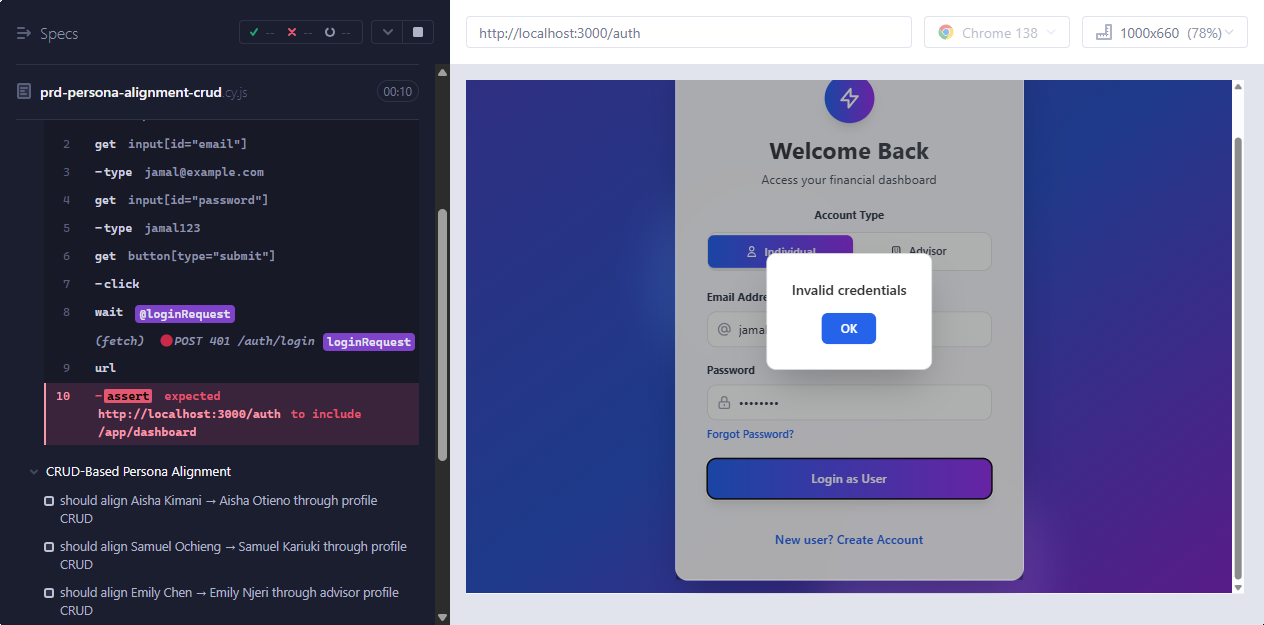 Specs
-- -- --
prd-persona-alignment-crud.cy.js
00:10
2 get input[id="email"]
3 -type jamal@example.com
4 get input[id="password"]
5 -type jamal123
6 get button[type="submit"]
7 -click
8 wait @loginRequest
(fetch) POST 401 /auth/login loginRequest
9 url
10 -assert expected
http://localhost:3000/auth to include
/app/dashboard
CRUD-Based Persona Alignment
should align Aisha Kimani → Aisha Otieno through profile
CRUD
should align Samuel Ochieng → Samuel Kariuki through profile
CRUD
should align Emily Chen → Emily Njeri through advisor profile
CRUD
http://localhost:3000/auth
Chrome 138
1000x660 (78%)
Welcome Back
Access your financial dashboard
Account Type
Individual
Advisor
Email Addre
jamal
Invalid credentials
OK
Password
••••••••
Forgot Password?
Login as User
New user? Create Account